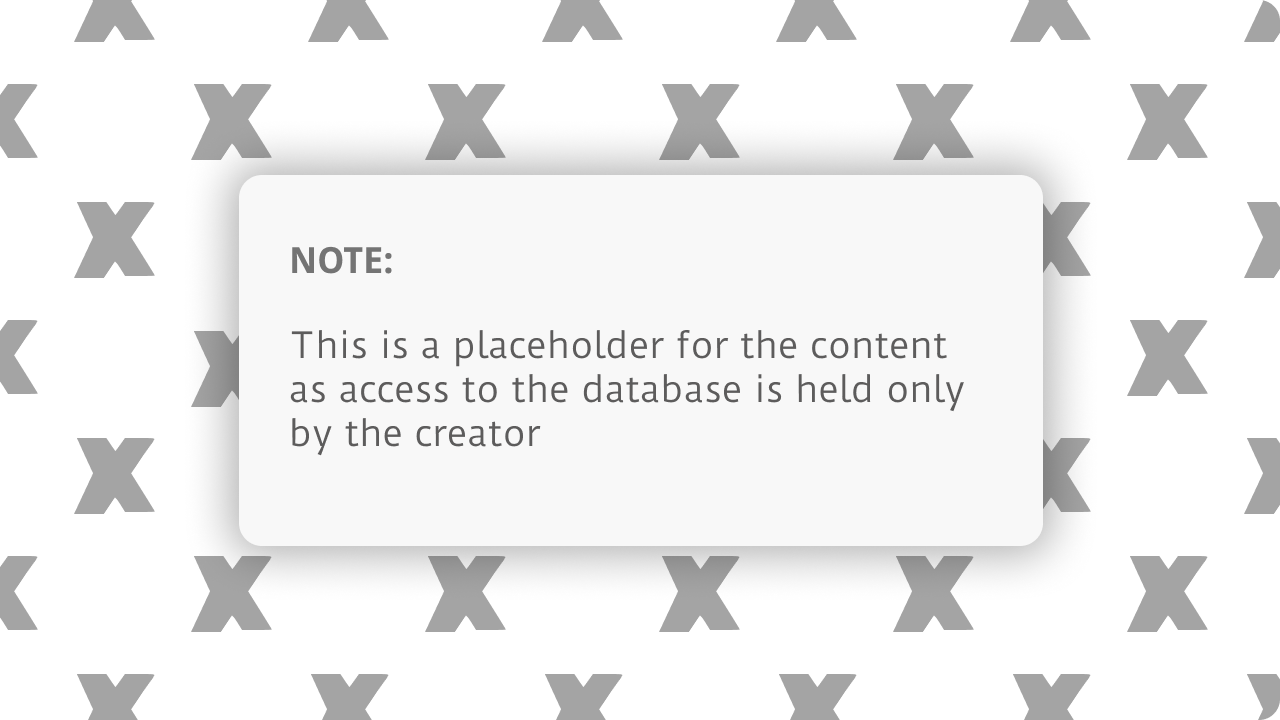 NOTE:
This is a placeholder for the content
as access to the database is held only
by the creator